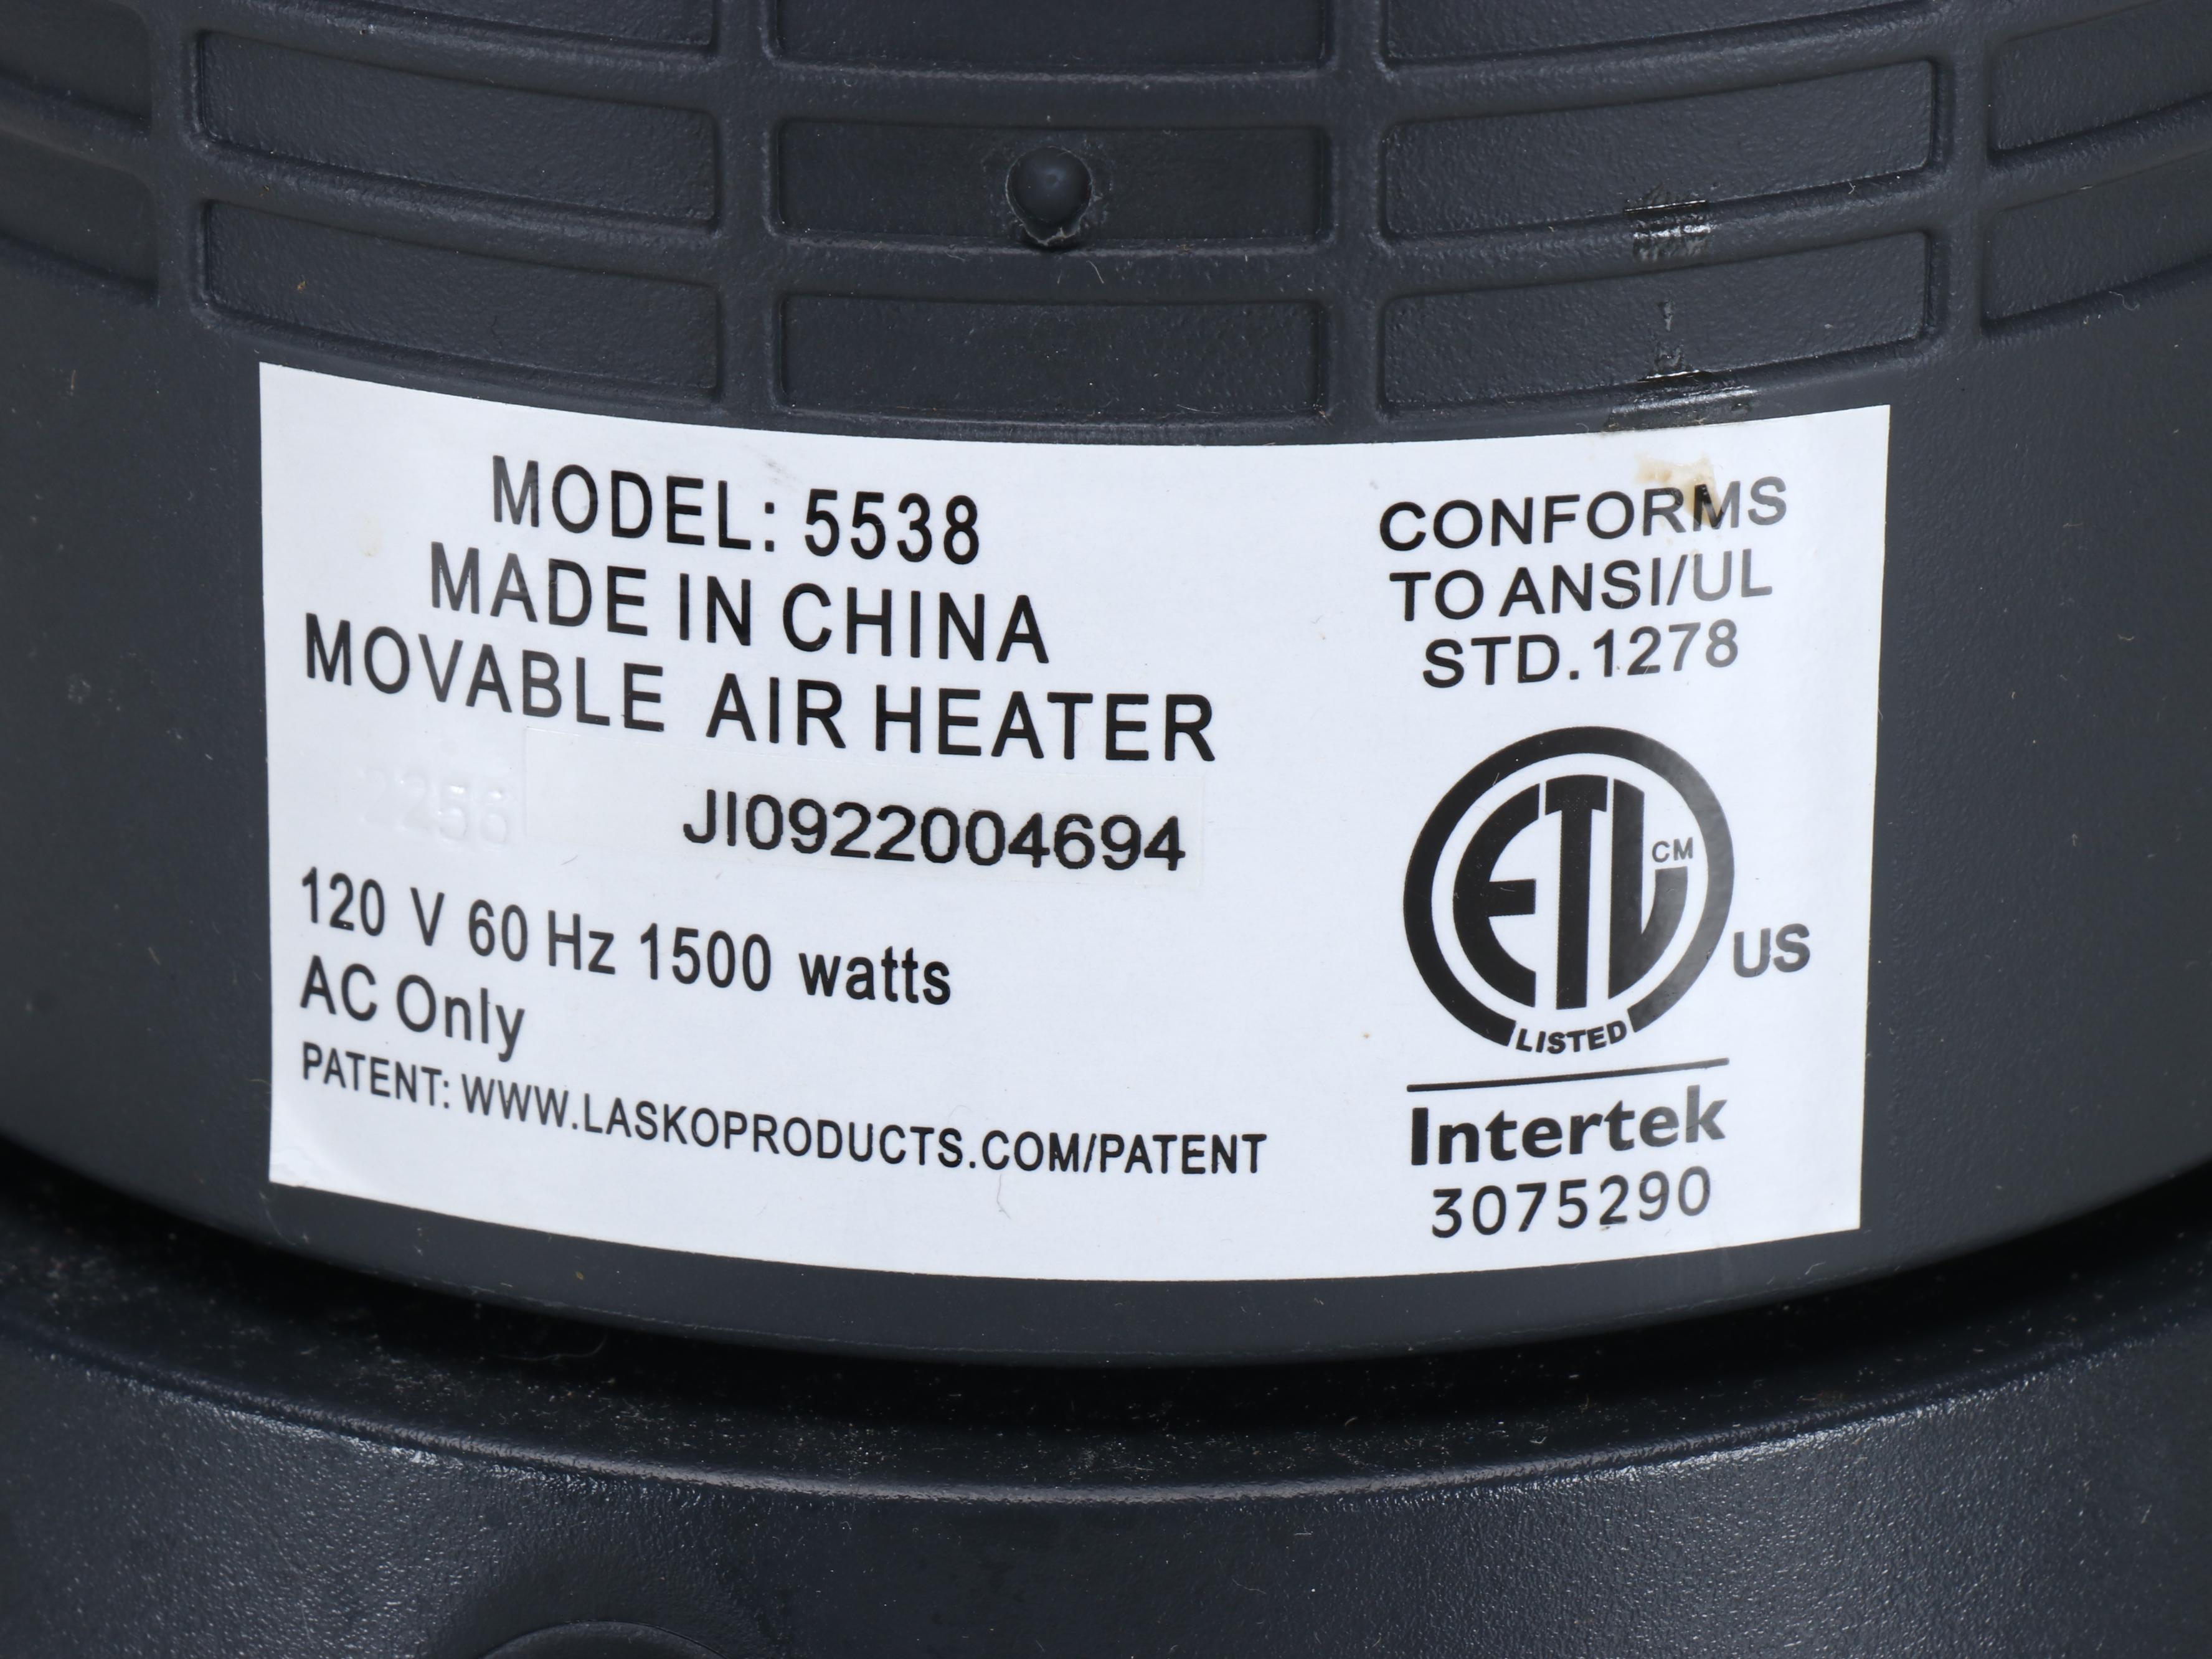 MODEL: 5538
MADE IN CHINA
MOVABLE AIR HEATER
2256
JI0922004694
120 V 60 Hz 1500 watts
AC Only
PATENT: WWW.LASKOPRODUCTS.COM/PATENT
CONFORMS
TO ANSI/UL
STD.1278
ETL CM
US
LISTED
Intertek
3075290